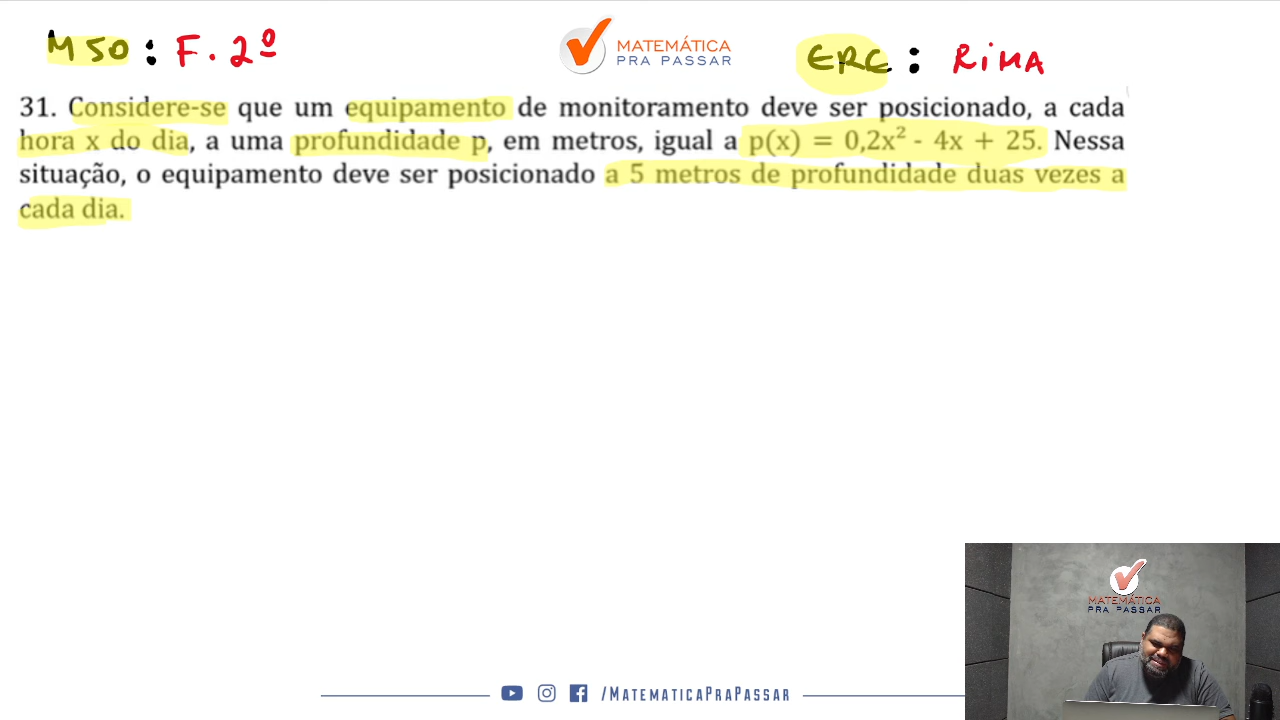 M50 : F. 2º
MATEMÁTICA
PRA PASSAR
ERC : RiMA
31. Considere-se que um equipamento de monitoramento deve ser posicionado, a cada
hora x do dia, a uma profundidade p, em metros, igual a p(x) = 0,2x² - 4x + 25. Nessa
situação, o equipamento deve ser posicionado a 5 metros de profundidade duas vezes a
cada dia.
MATEMÁTICA
PRA PASSAR
/MATEMATICAPRAPASSAR